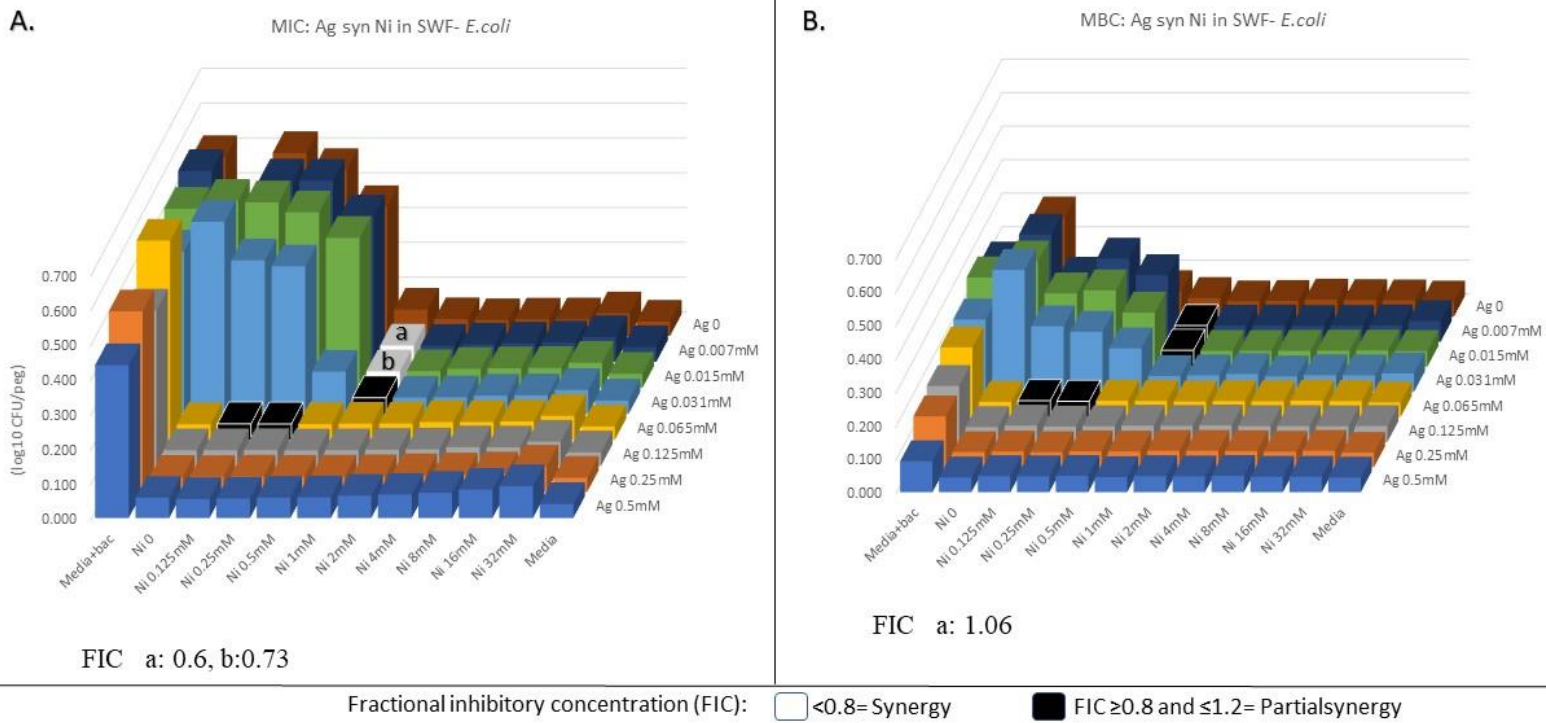 A.
MIC: Ag syn Ni in SWF- E.coli
0.700
0.600
0.500
0.400
0.300
0.200
0.100
0.000
(log10 CFU/peg)
a
b
Ag 0
Ag 0.007mM
Ag 0.015mM
Ag 0.031mM
Ag 0.065mM
Ag 0.125mM
Ag 0.25mM
Ag 0.5mM
Media+bac
Ni 0
Ni 0.125mM
Ni 0.25mM
Ni 0.5mM
Ni 1mM
Ni 2mM
Ni 4mM
Ni 8mM
Ni 16mM
Ni 32mM
Media
FIC a: 0.6, b:0.73
B.
MBC: Ag syn Ni in SWF- E.coli
0.700
0.600
0.500
0.400
0.300
0.200
0.100
0.000
Ag 0
Ag 0.007mM
Ag 0.015mM
Ag 0.031mM
Ag 0.065mM
Ag 0.125mM
Ag 0.25mM
Ag 0.5mM
Media+bac
Ni 0
Ni 0.125mM
Ni 0.25mM
Ni 0.5mM
Ni 1mM
Ni 2mM
Ni 4mM
Ni 8mM
Ni 16mM
Ni 32mM
Media
FIC a: 1.06
Fractional inhibitory concentration (FIC): <0.8= Synergy FIC ≥0.8 and ≤1.2= Partialsynergy